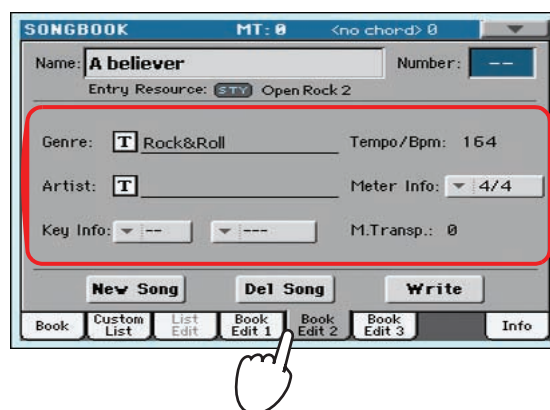 SONGBOOK MT: 0 <no chord> 0
Name: A believer Number: --
Entry Resource: STY Open Rock 2
Genre: T Rock&Roll Tempo/Bpm: 164
Artist: T Meter Info: 4/4
Key Info: -- --- M.Transp.: 0
New Song Del Song Write
Book Custom List List Edit Book Edit 1 Book Edit 2 Book Edit 3 Info